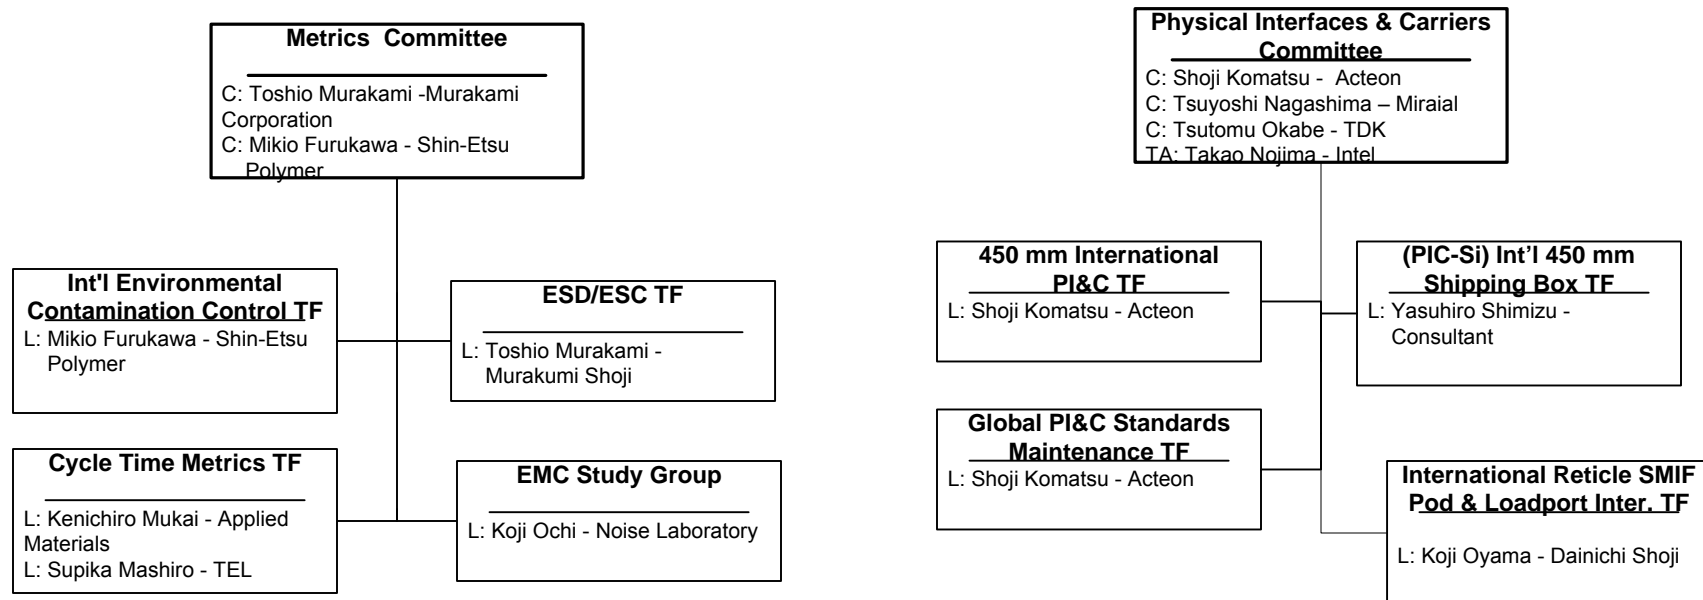 Metrics  Committee
C: Toshio Murakami -Murakami
Corporation
C: Mikio Furukawa - Shin-Etsu
Polymer
Int'l Environmental
Contamination Control TF
L: Mikio Furukawa - Shin-Etsu
Polymer
ESD/ESC TF
L: Toshio Murakami -
Murakumi Shoji
Cycle Time Metrics TF
L: Kenichiro Mukai - Applied
Materials
L: Supika Mashiro - TEL
EMC Study Group
L: Koji Ochi - Noise Laboratory
Physical Interfaces & Carriers
Committee
C: Shoji Komatsu -  Acteon
C: Tsuyoshi Nagashima – Miraial
C: Tsutomu Okabe - TDK
TA: Takao Nojima - Intel
450 mm International
PI&C TF
L: Shoji Komatsu - Acteon
(PIC-Si) Int’l 450 mm
Shipping Box TF
L: Yasuhiro Shimizu -
Consultant
Global PI&C Standards
Maintenance TF
L: Shoji Komatsu - Acteon
International Reticle SMIF
Pod & Loadport Inter. TF
L: Koji Oyama - Dainichi Shoji